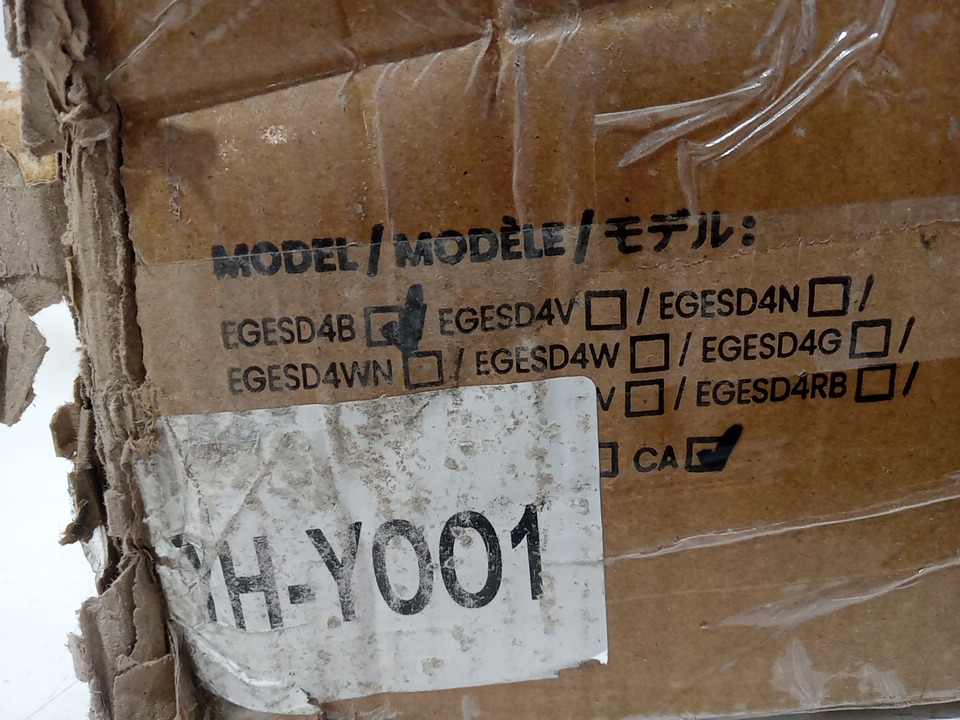 MODEL / MODÈLE / モデル:
EGESD4B ☑ EGESD4V ☐ / EGESD4N ☐ /
EGESD4WN ☐ / EGESD4W ☐ / EGESD4G ☐ /
V ☐ / EGESD4RB ☐ /
☐ CA ☑
H-Y001